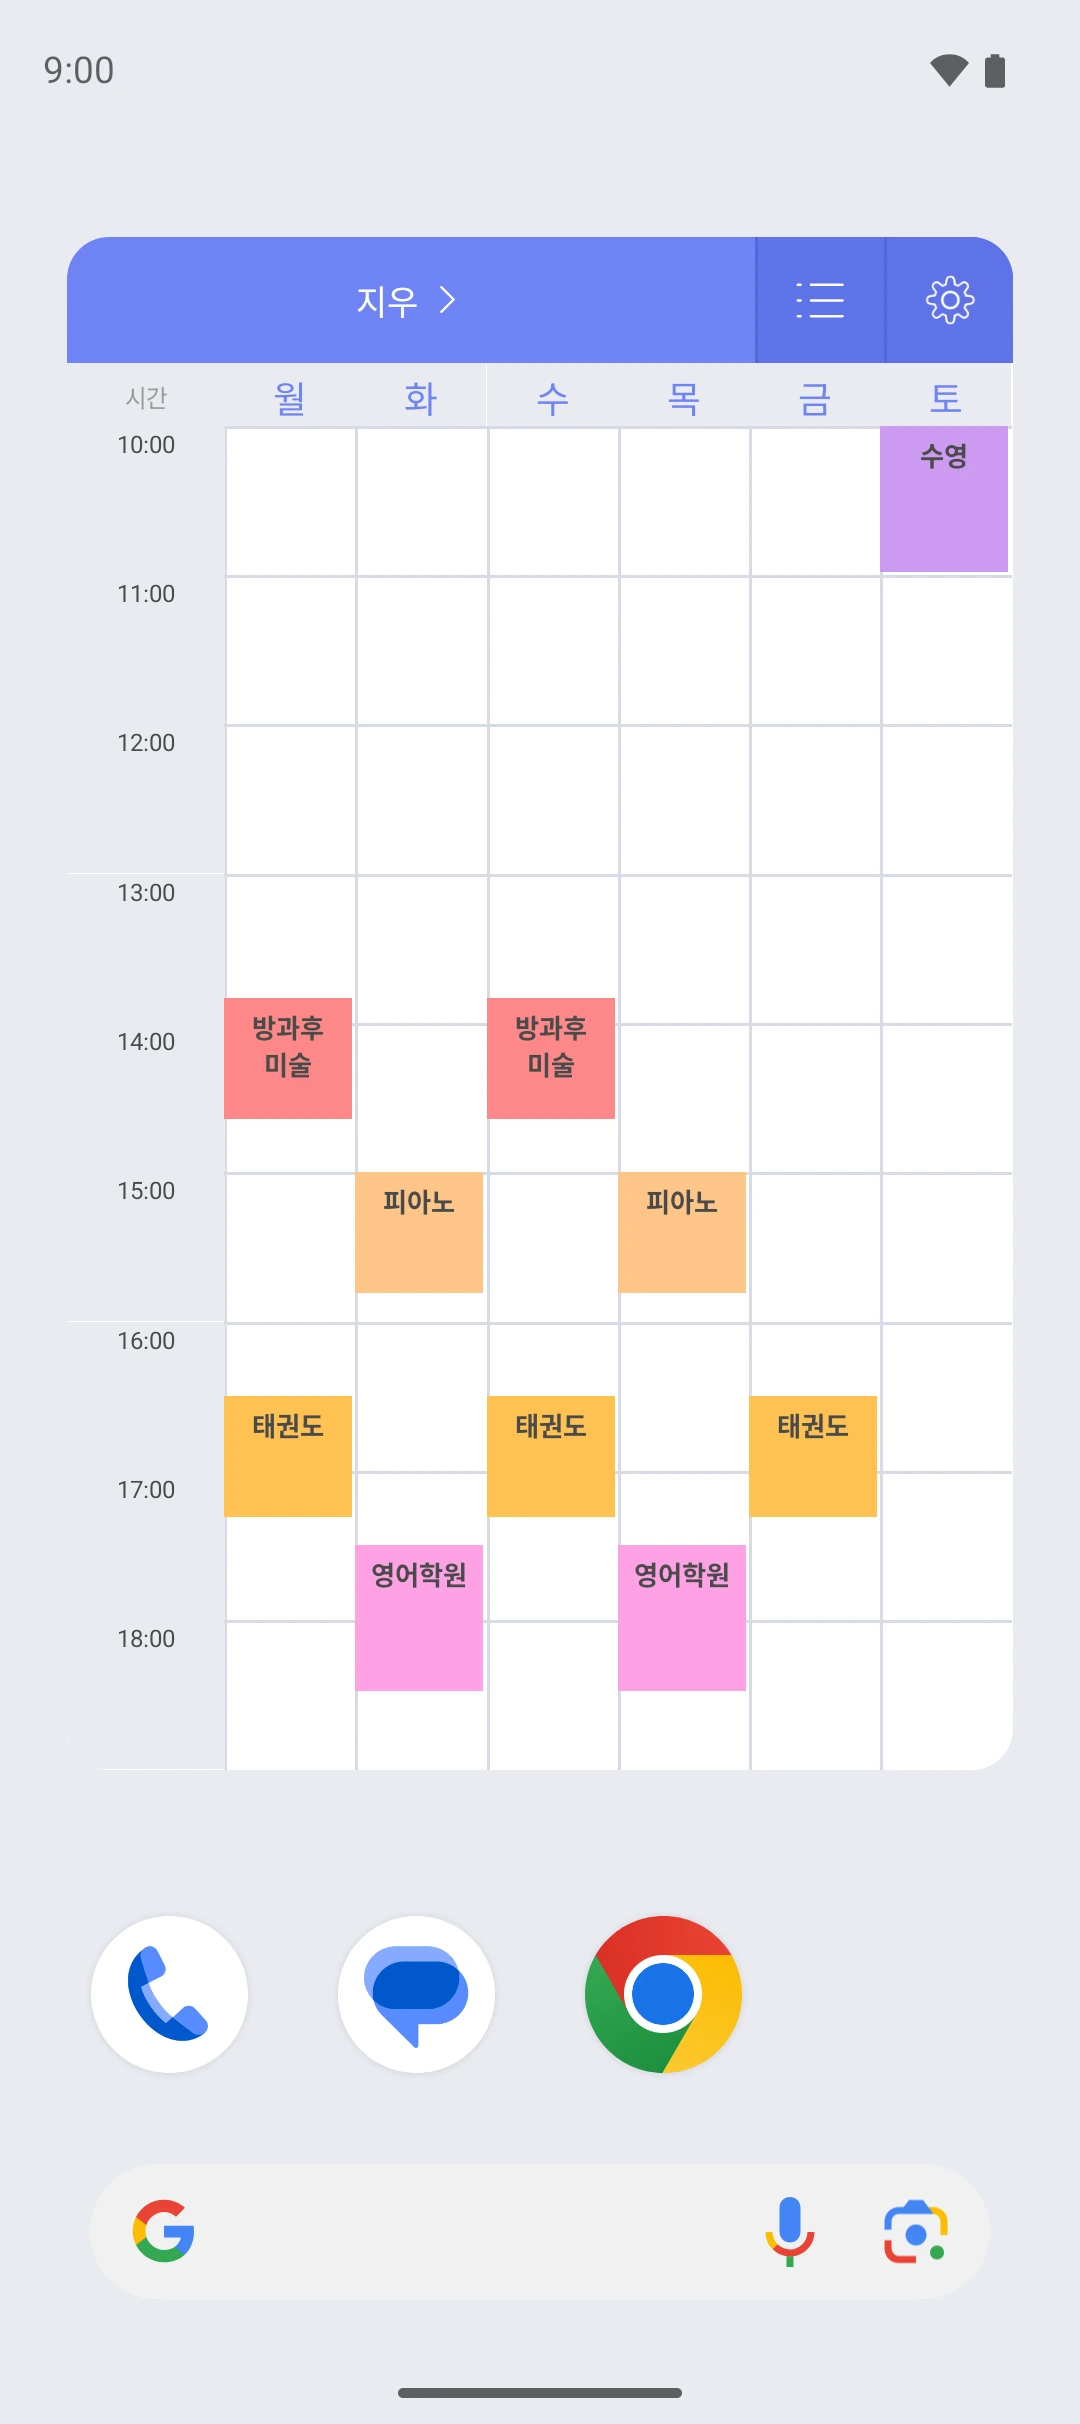 9:00
지우
시간 월 화 수 목 금 토
10:00
수영
11:00
12:00
13:00
방과후 방과후
14:00
미술 미술
15:00
피아노 피아노
16:00
태권도 태권도 태권도
17:00
영어학원 영어학원
18:00